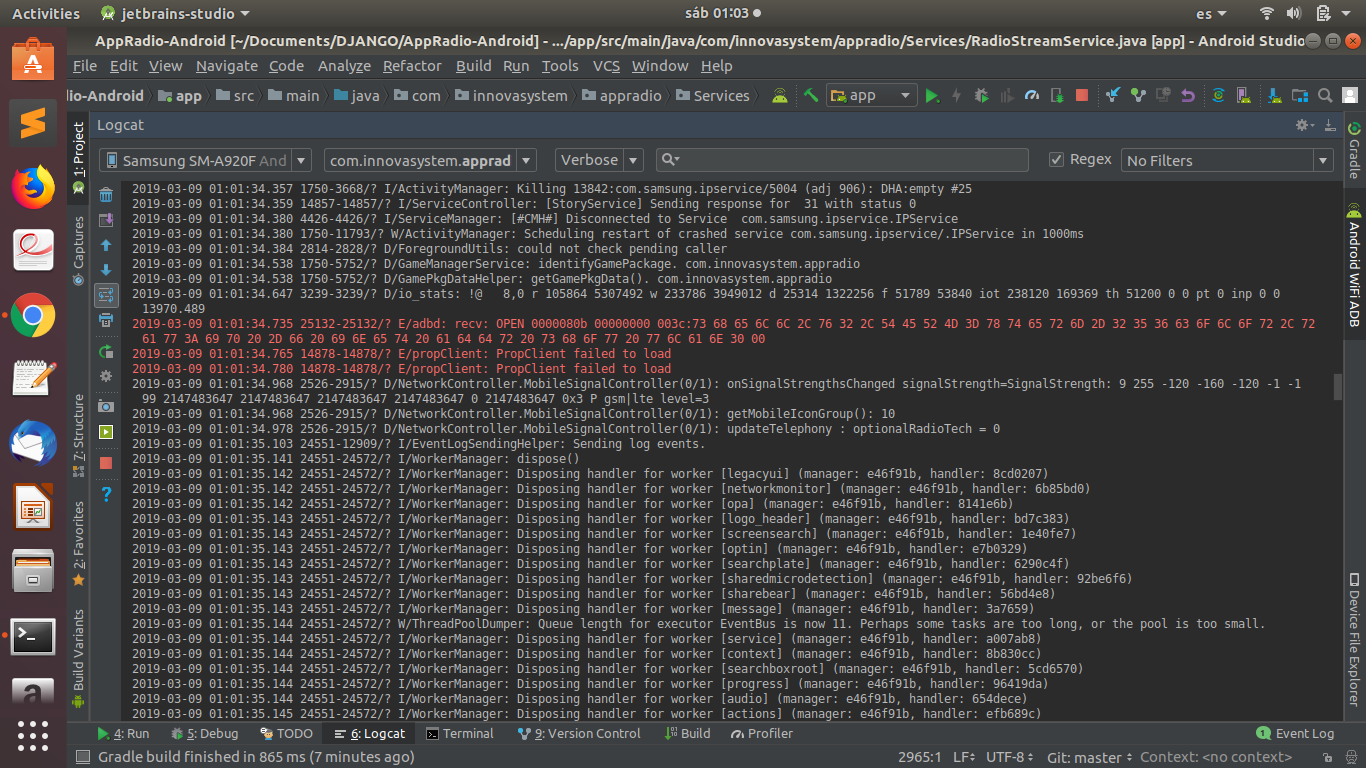 Activities
jetbrains-studio
sáb 01:03
es
AppRadio-Android [~/Documents/DJANGO/AppRadio-Android] - .../app/src/main/java/com/innovasystem/appradio/Services/RadioStreamService.java [app] - Android Studio
File Edit View Navigate Code Analyze Refactor Build Run Tools VCS Window Help
dio-Android app src main java com innovasystem appradio Services
app
Logcat
Samsung SM-A920F And
com.innovasystem.apprad
Verbose
Regex
No Filters
2019-03-09 01:01:34.357 1750-3668/? I/ActivityManager: Killing 13842:com.samsung.ipservice/5004 (adj 906): DHA:empty #25
2019-03-09 01:01:34.359 14857-14857/? I/ServiceController: [StoryService] Sending response for  31 with status 0
2019-03-09 01:01:34.380 4426-4426/? I/ServiceManager: [#CMH#] Disconnected to Service  com.samsung.ipservice.IPService
2019-03-09 01:01:34.380 1750-11793/? W/ActivityManager: Scheduling restart of crashed service com.samsung.ipservice/.IPService in 1000ms
2019-03-09 01:01:34.384 2814-2828/? D/ForegroundUtils: could not check pending caller
2019-03-09 01:01:34.538 1750-5752/? D/GameManagerService: identifyGamePackage. com.innovasystem.appradio
2019-03-09 01:01:34.538 1750-5752/? D/GamePkgDataHelper: getGamePkgData(). com.innovasystem.appradio
2019-03-09 01:01:34.647 3239-3239/? D/io_stats: !@   8,0 r 105864 5307492 w 233786 3949012 d 25314 1322256 f 51789 53840 iot 238120 169369 th 51200 0 0 pt 0 inp 0 0
13970.489
2019-03-09 01:01:34.735 25132-25132/? E/adbd: recv: OPEN 0000080b 00000000 003c:73 68 65 6C 6C 2C 76 32 2C 54 45 52 4D 3D 78 74 65 72 6D 2D 32 35 36 63 6F 6C 6F 72 2C 72
61 77 3A 69 70 20 2D 66 20 69 6E 65 74 20 61 64 64 72 20 73 68 6F 77 20 77 6C 61 6E 30 00
2019-03-09 01:01:34.765 14878-14878/? E/propClient: PropClient failed to load
2019-03-09 01:01:34.780 14878-14878/? E/propClient: PropClient failed to load
2019-03-09 01:01:34.968 2526-2915/? D/NetworkController.MobileSignalController(0/1): onSignalStrengthsChanged signalStrength=SignalStrength: 9 255 -120 -160 -120 -1 -1
99 2147483647 2147483647 2147483647 2147483647 0 2147483647 0x3 P gsm|lte level=3
2019-03-09 01:01:34.968 2526-2915/? D/NetworkController.MobileSignalController(0/1): getMobileIconGroup(): 10
2019-03-09 01:01:34.978 2526-2915/? D/NetworkController.MobileSignalController(0/1): updateTelephony : optionalRadioTech = 0
2019-03-09 01:01:35.103 24551-12909/? I/EventLogSendingHelper: Sending log events.
2019-03-09 01:01:35.141 24551-24572/? I/WorkerManager: dispose()
2019-03-09 01:01:35.142 24551-24572/? I/WorkerManager: Disposing handler for worker [legacyui] (manager: e46f91b, handler: 8cd0207)
2019-03-09 01:01:35.142 24551-24572/? I/WorkerManager: Disposing handler for worker [networkmonitor] (manager: e46f91b, handler: 6b85bd0)
2019-03-09 01:01:35.142 24551-24572/? I/WorkerManager: Disposing handler for worker [opa] (manager: e46f91b, handler: 8141e6b)
2019-03-09 01:01:35.143 24551-24572/? I/WorkerManager: Disposing handler for worker [logo_header] (manager: e46f91b, handler: bd7c383)
2019-03-09 01:01:35.143 24551-24572/? I/WorkerManager: Disposing handler for worker [screensearch] (manager: e46f91b, handler: 1e40fe7)
2019-03-09 01:01:35.143 24551-24572/? I/WorkerManager: Disposing handler for worker [optin] (manager: e46f91b, handler: e7b0329)
2019-03-09 01:01:35.143 24551-24572/? I/WorkerManager: Disposing handler for worker [searchplate] (manager: e46f91b, handler: 6290c4f)
2019-03-09 01:01:35.143 24551-24572/? I/WorkerManager: Disposing handler for worker [sharedmicrodetection] (manager: e46f91b, handler: 92be6f6)
2019-03-09 01:01:35.143 24551-24572/? I/WorkerManager: Disposing handler for worker [sharebear] (manager: e46f91b, handler: 56bd4e8)
2019-03-09 01:01:35.143 24551-24572/? I/WorkerManager: Disposing handler for worker [message] (manager: e46f91b, handler: 3a7659)
2019-03-09 01:01:35.144 24551-24572/? W/ThreadPoolDumper: Queue length for executor EventBus is now 11. Perhaps some tasks are too long, or the pool is too small.
2019-03-09 01:01:35.144 24551-24572/? I/WorkerManager: Disposing handler for worker [service] (manager: e46f91b, handler: a007ab8)
2019-03-09 01:01:35.144 24551-24572/? I/WorkerManager: Disposing handler for worker [context] (manager: e46f91b, handler: 8b830cc)
2019-03-09 01:01:35.144 24551-24572/? I/WorkerManager: Disposing handler for worker [searchboxroot] (manager: e46f91b, handler: 5cd6570)
2019-03-09 01:01:35.144 24551-24572/? I/WorkerManager: Disposing handler for worker [progress] (manager: e46f91b, handler: 96419da)
2019-03-09 01:01:35.144 24551-24572/? I/WorkerManager: Disposing handler for worker [audio] (manager: e46f91b, handler: 654dece)
2019-03-09 01:01:35.145 24551-24572/? I/WorkerManager: Disposing handler for worker [actions] (manager: e46f91b, handler: efb689c)
1: Project
Captures
7: Structure
2: Favorites
Build Variants
Gradle
Android WiFi ADB
Device File Explorer
4: Run 5: Debug TODO 6: Logcat Terminal 9: Version Control Build Profiler 1 Event Log
Gradle build finished in 865 ms (7 minutes ago)
2965:1 LF UTF-8 Git: master Context: <no context>